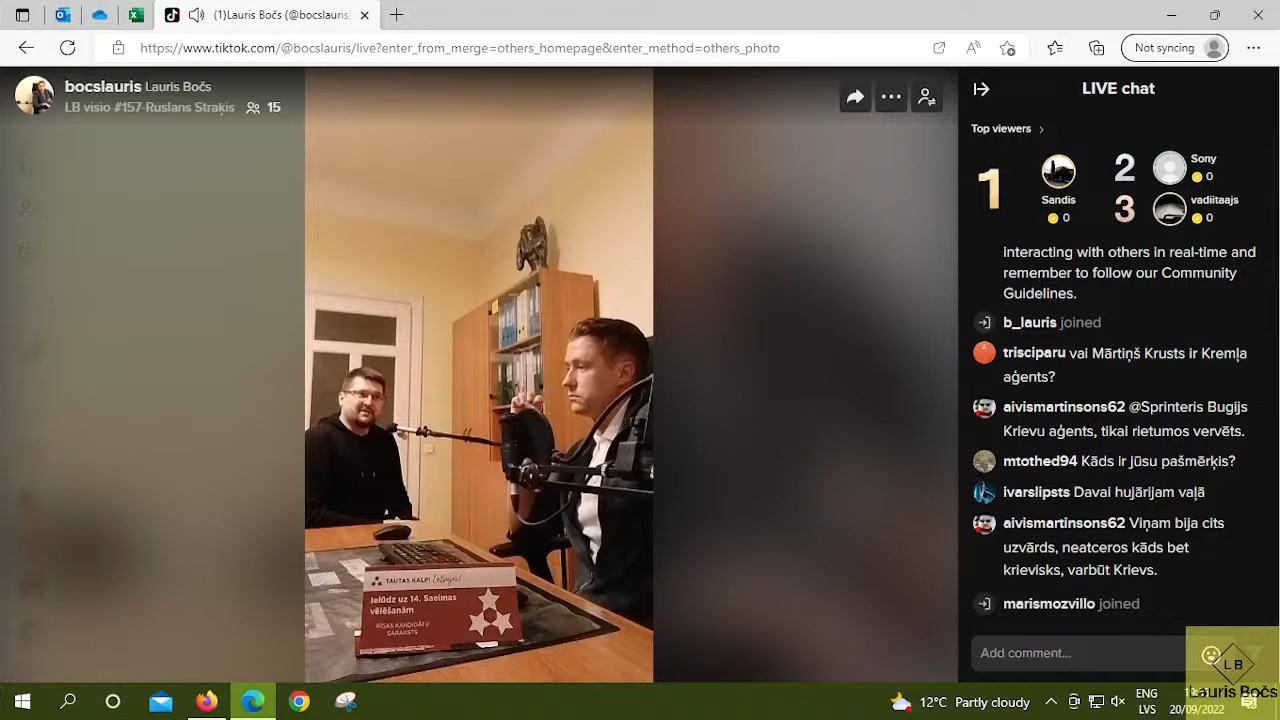 (1)Lauris Bočs (@bocslauris
https://www.tiktok.com/@bocslauris/live?enter_from_merge=others_homepage&enter_method=others_photo
Not syncing
bocslauris Lauris Bočs
LB visio #157-Ruslans Straķis 15
LIVE chat
Top viewers
1
Sandis
0
2
Sony
0
3
vadiitaajs
0
interacting with others in real-time and
remember to follow our Community
Guidelines.
b_lauris joined
trisciparu vai Mārtiņš Krusts ir Kremļa
aģents?
aivismartinsons62 @Sprinteris Bugijs
Krievu aģents, tikai rietumos vervēts.
mtothed94 Kāds ir jūsu pašmērķis?
ivarslipsts Davai hujārijam vaļā
aivismartinsons62 Viņam bija cits
uzvārds, neatceros kāds bet
krievisks, varbūt Krievs.
marismozvillo joined
Add comment...
TAUTAS KALPI Latvijai!
Ielūdz uz 14. Saeimas
vēlēšanām
RĪGAS KANDIDĀTU
SARAKSTS
LB
Lauris Bočs
12°C Partly cloudy
ENG
LVS
20/09/2022